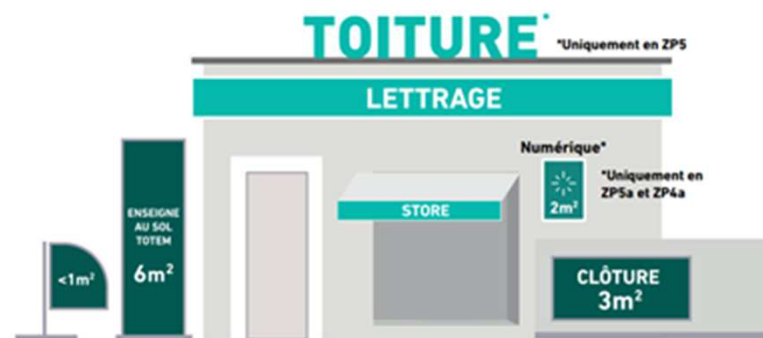 TOITURE*
*Uniquement en ZP5
LETTRAGE
Numérique*
*Uniquement en
ZP5a et ZP4a
2m²
ENSEIGNE
AU SOL
TOTEM
6m²
STORE
<1m²
CLÔTURE
3m²